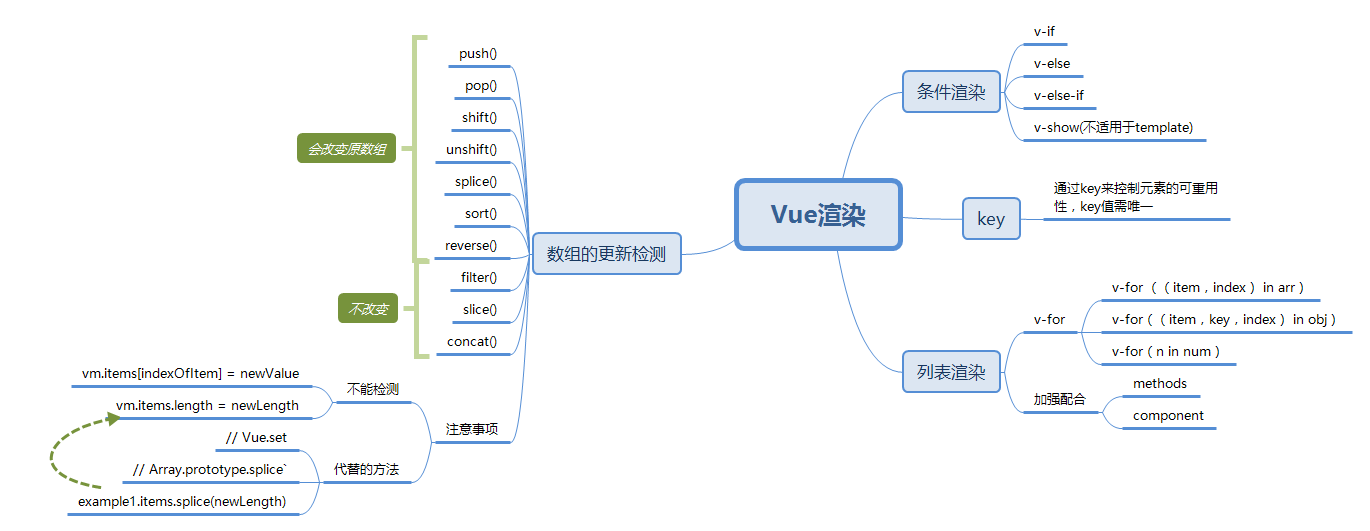 Vue渲染
条件渲染
v-if
v-else
v-else-if
v-show(不适用于template)
key
通过key来控制元素的可重用
性，key值需唯一
列表渲染
v-for
v-for（（item，index） in arr）
v-for（（item，key，index） in obj）
v-for（n in num）
加强配合
methods
component
数组的更新检测
会改变原数组
push()
pop()
shift()
unshift()
splice()
sort()
reverse()
不改变
filter()
slice()
concat()
注意事项
不能检测
vm.items[indexOfItem] = newValue
vm.items.length = newLength
代替的方法
// Vue.set
// Array.prototype.splice`
example1.items.splice(newLength)